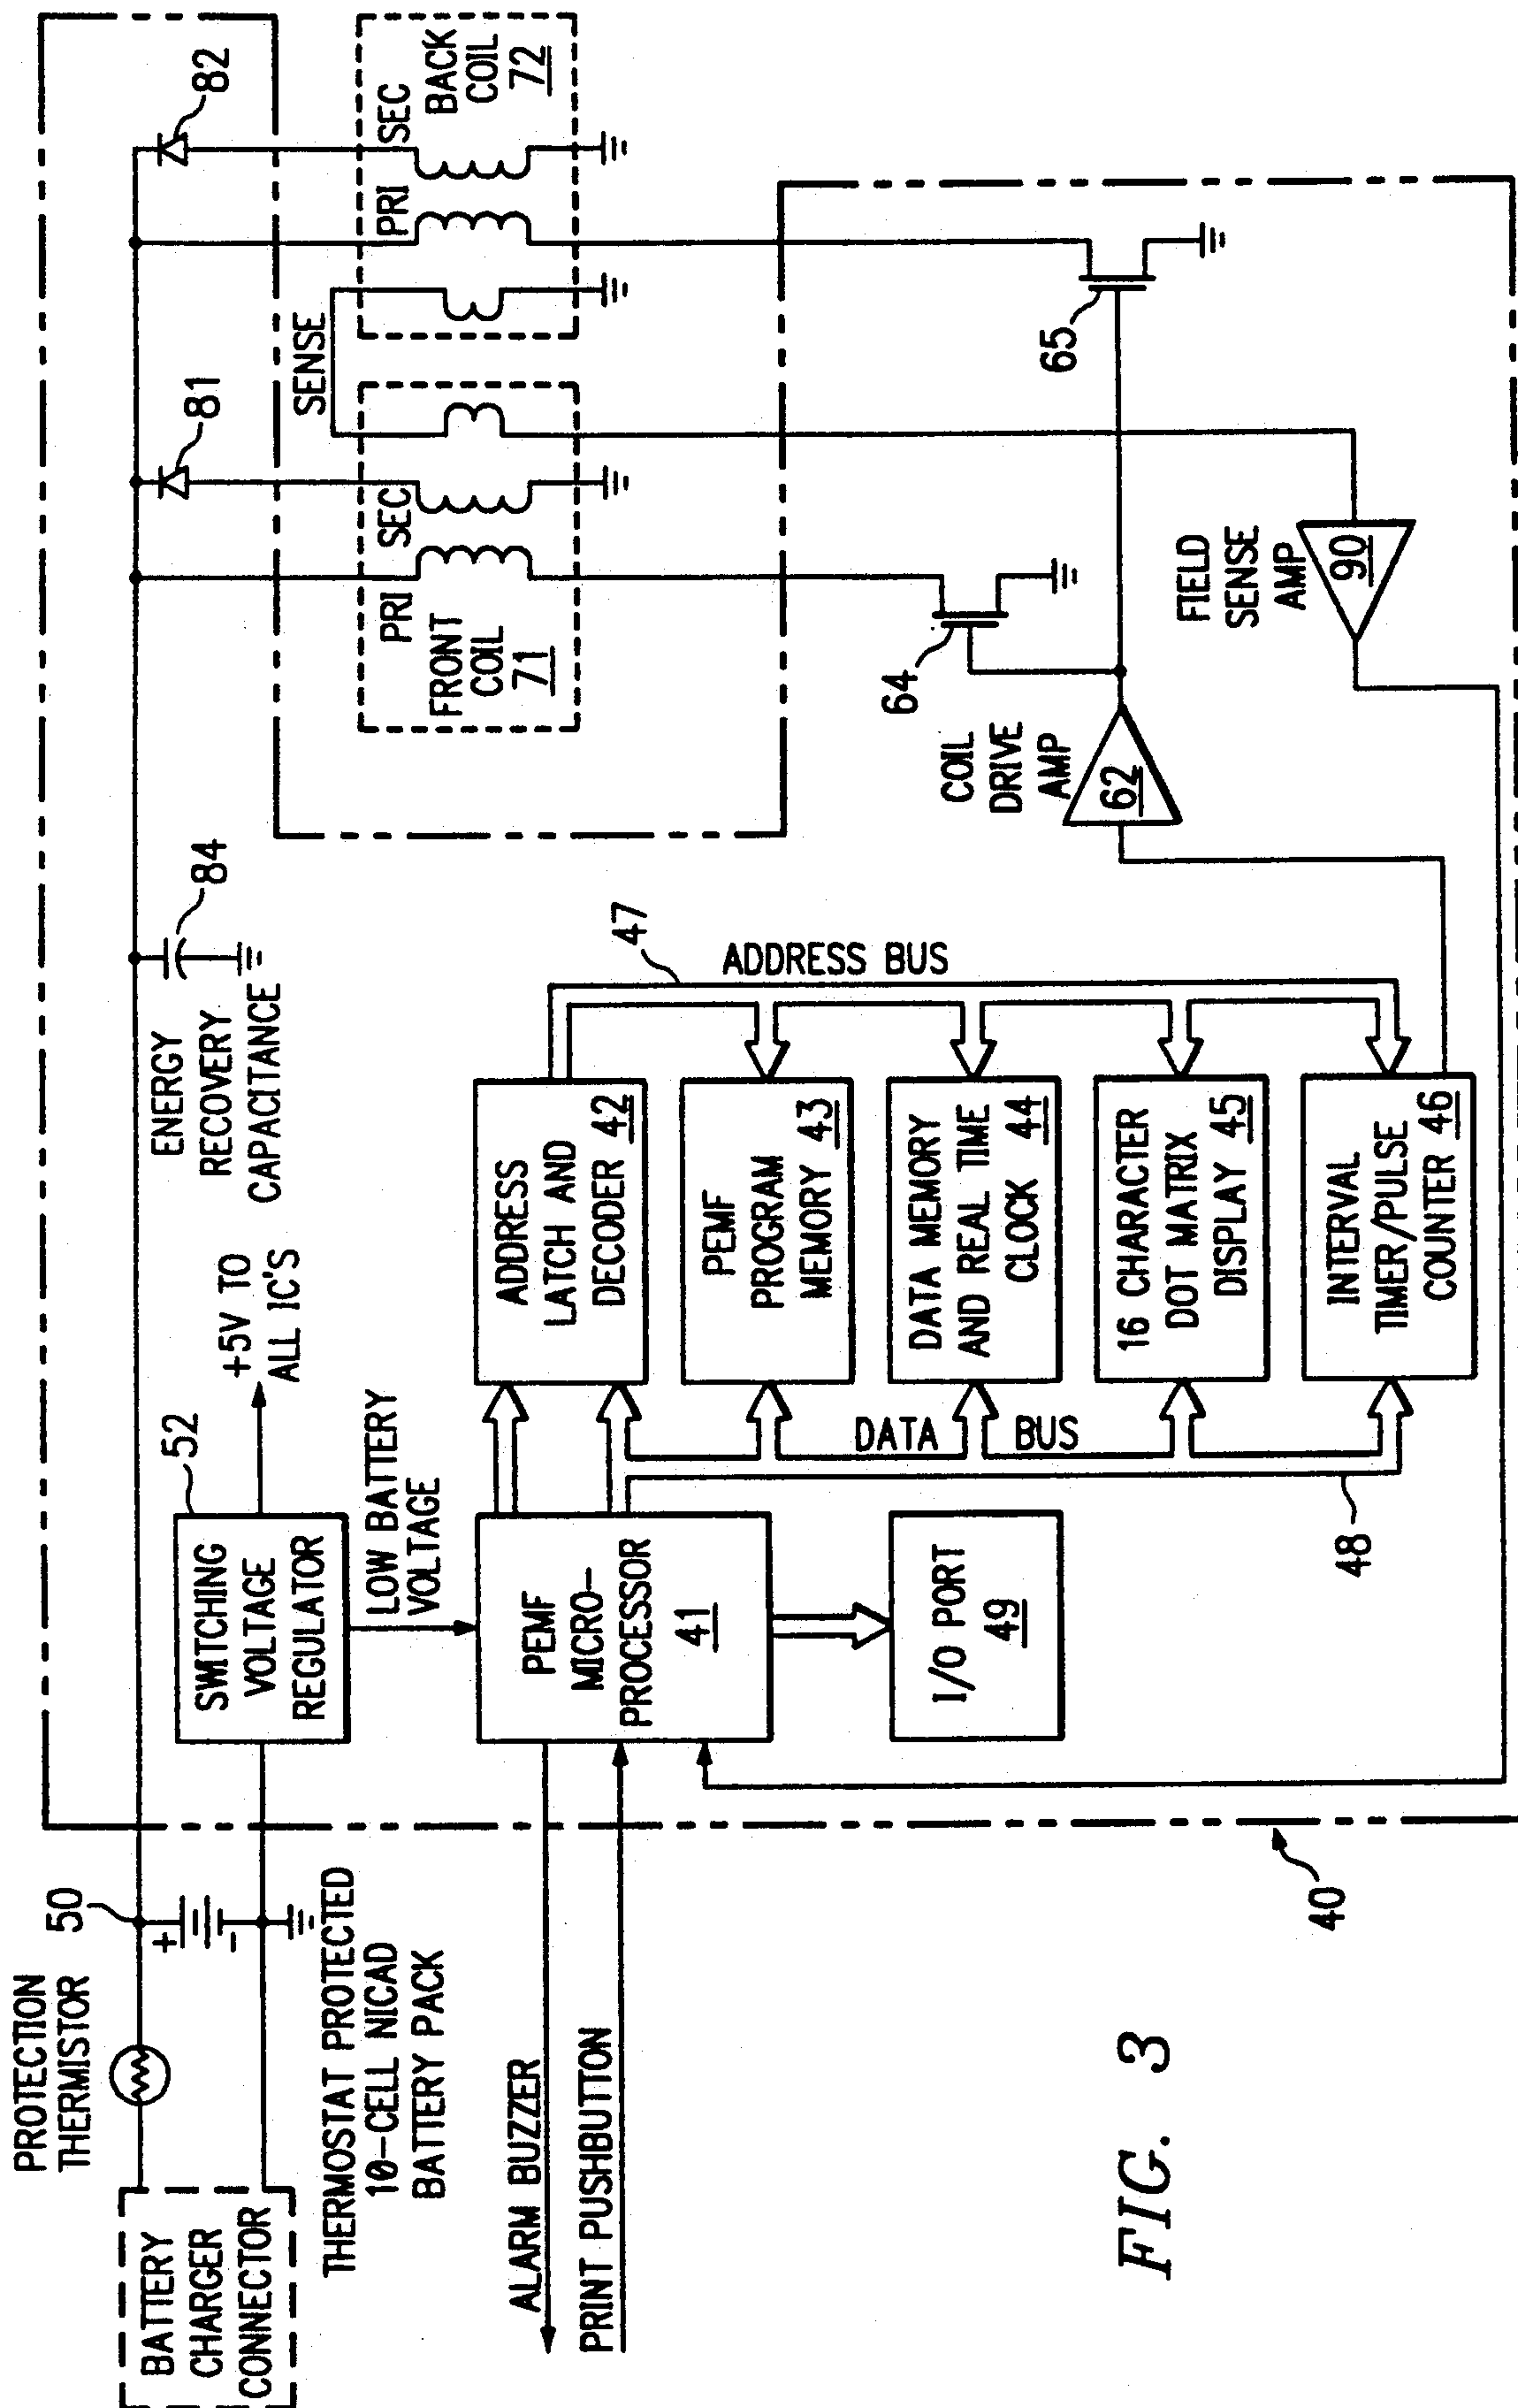 PROTECTION
THERMISTOR
BATTERY
CHARGER
CONNECTOR
50
+
-
THERMOSTAT PROTECTED
10-CELL NICAD
BATTERY PACK
ALARM BUZZER
PRINT PUSHBUTTON
40
SWITCHING
VOLTAGE
REGULATOR
52
+5V TO
ALL IC'S
LOW BATTERY
VOLTAGE
PEMF
MICRO-
PROCESSOR
41
I/O PORT
49
48
DATA BUS
ENERGY
RECOVERY
CAPACITANCE
84
ADDRESS
LATCH AND
DECODER 42
PEMF
PROGRAM
MEMORY 43
DATA MEMORY
AND REAL TIME
CLOCK 44
16 CHARACTER
DOT MATRIX
DISPLAY 45
INTERVAL
TIMER/PULSE
COUNTER 46
47
ADDRESS BUS
81
82
SENSE
PRI
SEC
FRONT
COIL
71
PRI
SEC
BACK
COIL
72
COIL
DRIVE
AMP
62
64
65
FIELD
SENSE
AMP
90
FIG. 3